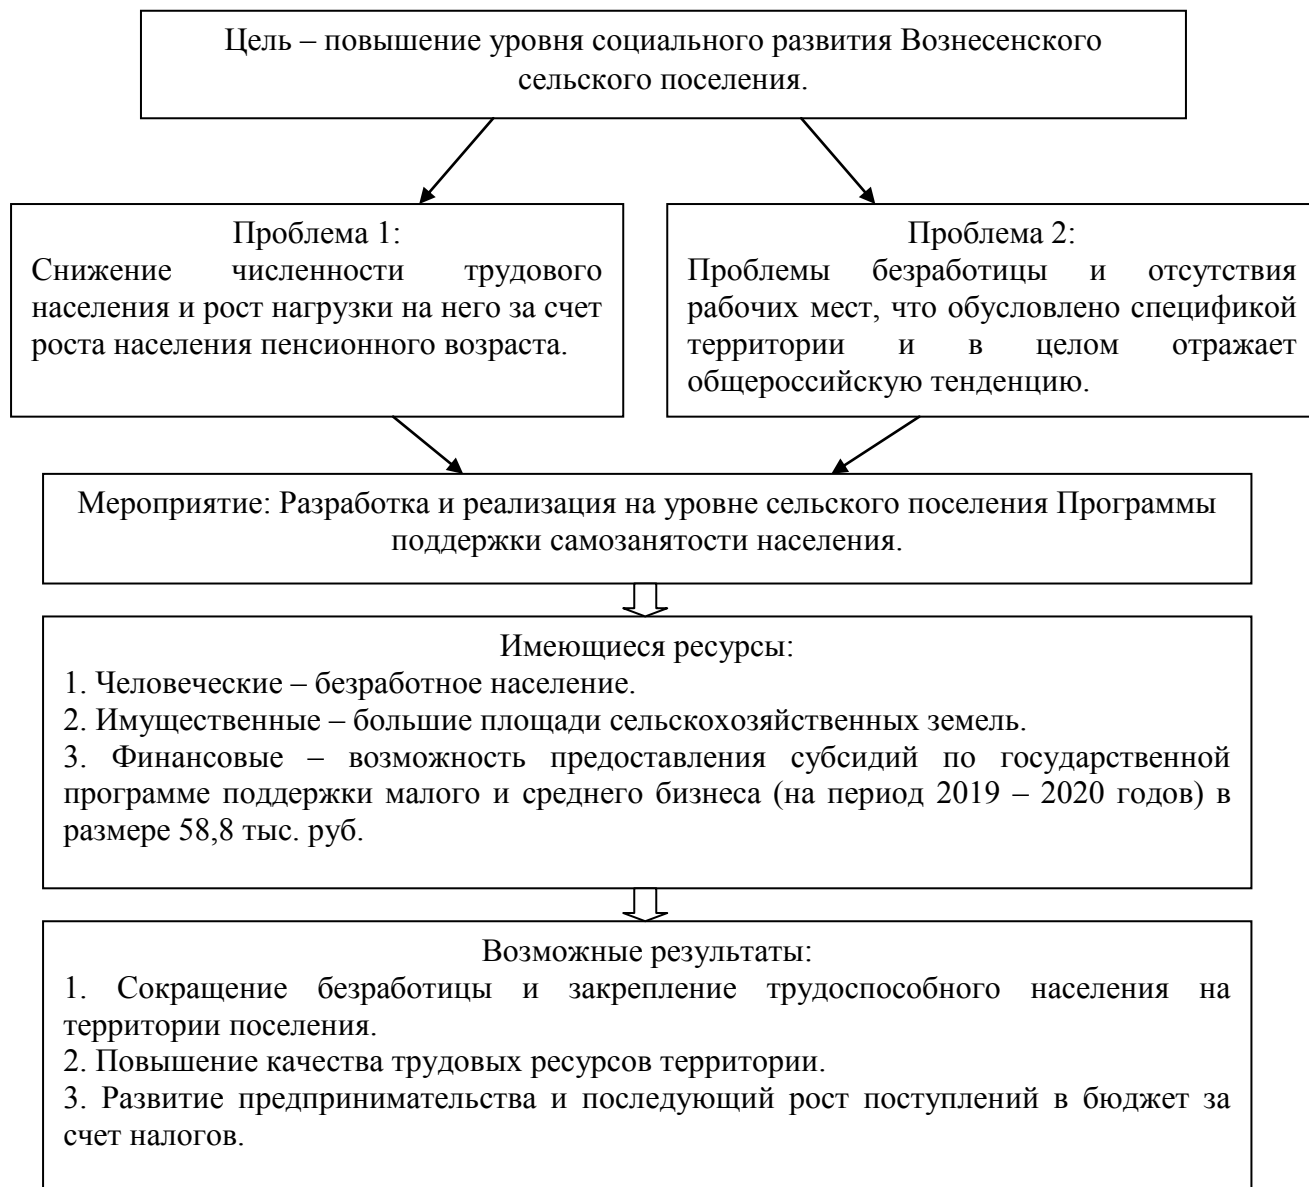 Цель – повышение уровня социального развития Вознесенского
сельского поселения.
Проблема 1:
Снижение численности трудового
населения и рост нагрузки на него за счет
роста населения пенсионного возраста.
Проблема 2:
Проблемы безработицы и отсутствия
рабочих мест, что обусловлено спецификой
территории и в целом отражает
общероссийскую тенденцию.
Мероприятие: Разработка и реализация на уровне сельского поселения Программы
поддержки самозанятости населения.
Имеющиеся ресурсы:
1. Человеческие – безработное население.
2. Имущественные – большие площади сельскохозяйственных земель.
3. Финансовые – возможность предоставления субсидий по государственной
программе поддержки малого и среднего бизнеса (на период 2019 – 2020 годов) в
размере 58,8 тыс. руб.
Возможные результаты:
1. Сокращение безработицы и закрепление трудоспособного населения на
территории поселения.
2. Повышение качества трудовых ресурсов территории.
3. Развитие предпринимательства и последующий рост поступлений в бюджет за
счет налогов.